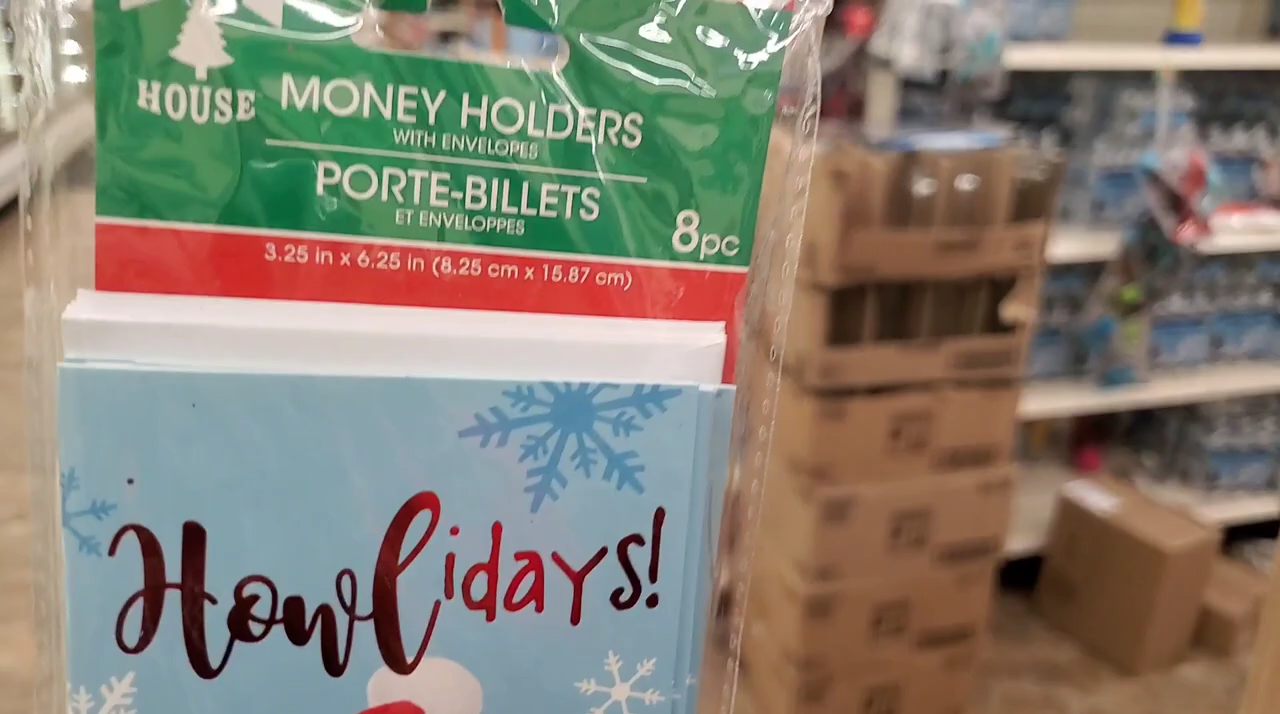 HOUSE
MONEY HOLDERS
WITH ENVELOPES
PORTE-BILLETS
ET ENVELOPPES
8pc
3.25 in x 6.25 in (8.25 cm x 15.87 cm)
Howlidays!